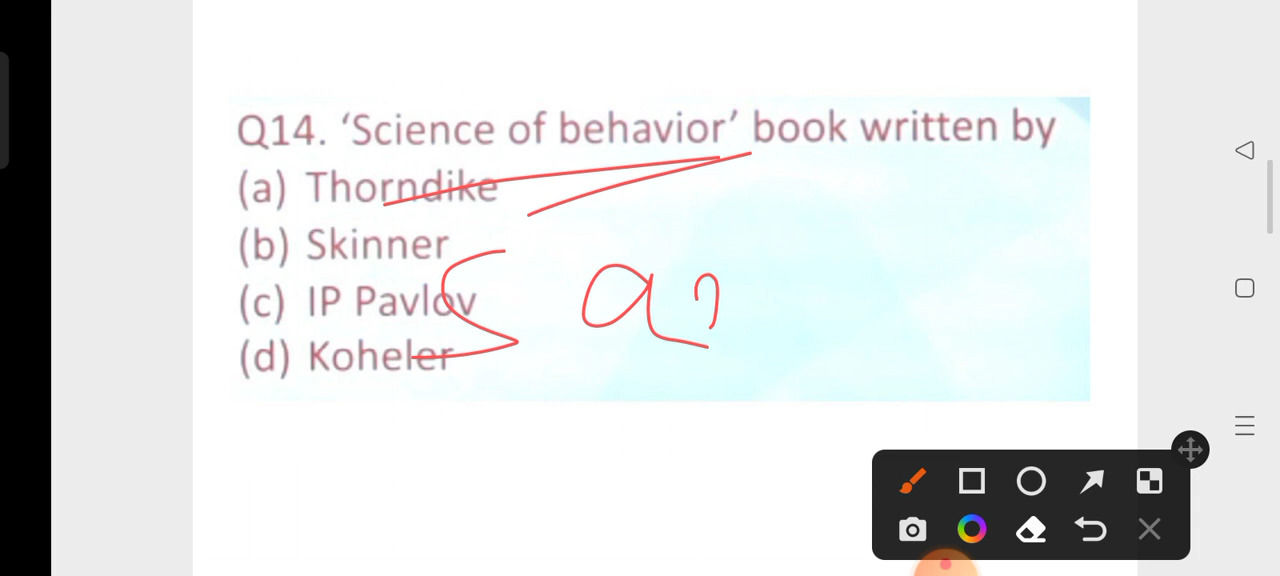 Q14. ‘Science of behavior’ book written by
(a) Thorndike
(b) Skinner
(c) IP Pavlov
(d) Koheler